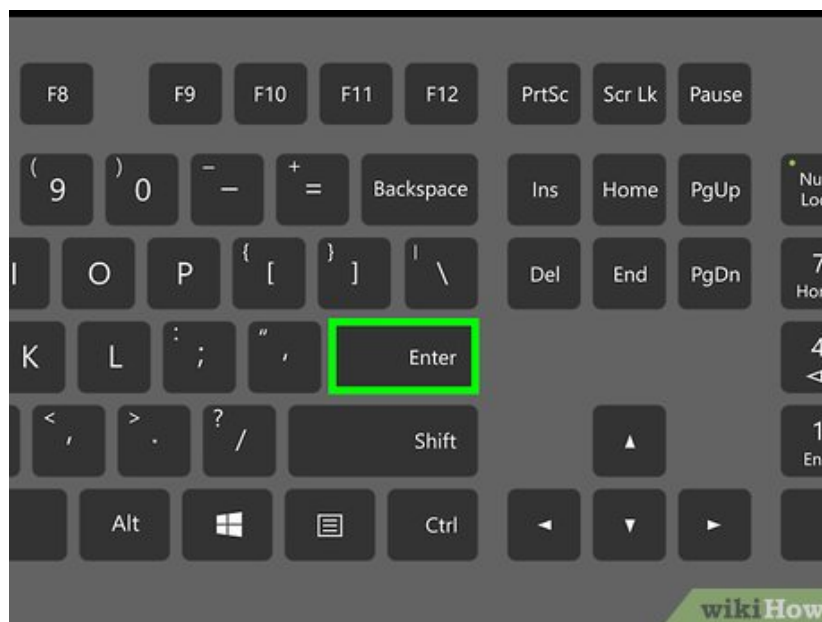 F8 F9 F10 F11 F12 PrtSc Scr Lk Pause
( ) _ +
9 0 - = Backspace Ins Home PgUp
{ } |
O P [ ] \ Del End PgDn 7
: "
K L ; ' Enter 4
< > ?
, . / Shift 1
Alt Ctrl
wikiHow